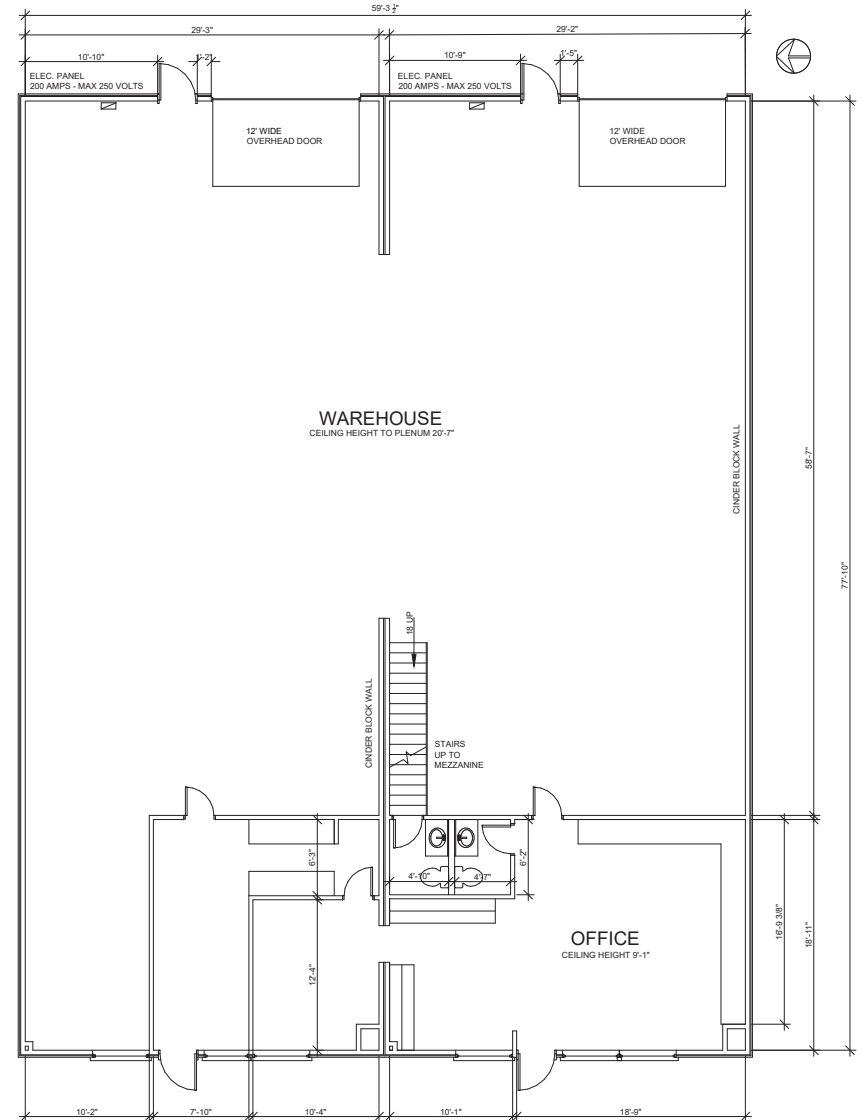 59'-3 ½"
29'-3"
29'-2"
10'-10"
1'-2"
10'-9"
1'-5"
ELEC. PANEL
200 AMPS - MAX 250 VOLTS
ELEC. PANEL
200 AMPS - MAX 250 VOLTS
12' WIDE
OVERHEAD DOOR
12' WIDE
OVERHEAD DOOR
WAREHOUSE
CEILING HEIGHT TO PLENUM 20'-7"
CINDER BLOCK WALL
58'-7"
77'-10"
18 UP
CINDER BLOCK WALL
STAIRS
UP TO
MEZZANINE
6'-3"
4'-10"
4'-7"
6'-2"
16'-9 3/8"
18'-11"
OFFICE
CEILING HEIGHT 9'-1"
12'-4"
10'-2"
7'-10"
10'-4"
10'-1"
18'-9"